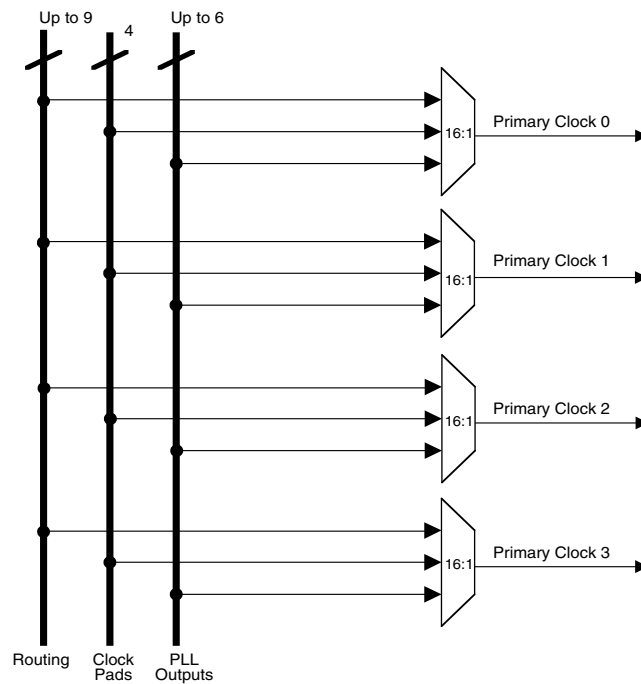 Up to 9
4
Up to 6
16:1
Primary Clock 0
16:1
Primary Clock 1
16:1
Primary Clock 2
16:1
Primary Clock 3
Routing
Clock
Pads
PLL
Outputs